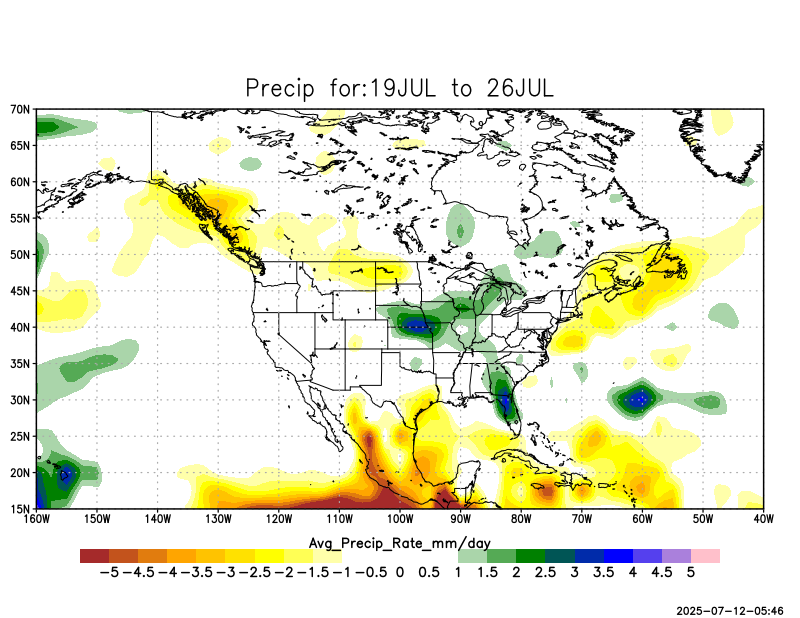 Precip for:19JUL to 26JUL
70N
65N
60N
55N
50N
45N
40N
35N
30N
25N
20N
15N
160W 150W 140W 130W 120W 110W 100W 90W 80W 70W 60W 50W 40W
Avg_Precip_Rate_mm/day
-5 -4.5 -4 -3.5 -3 -2.5 -2 -1.5 -1 -0.5 0 0.5 1 1.5 2 2.5 3 3.5 4 4.5 5
2025-07-12-05:46